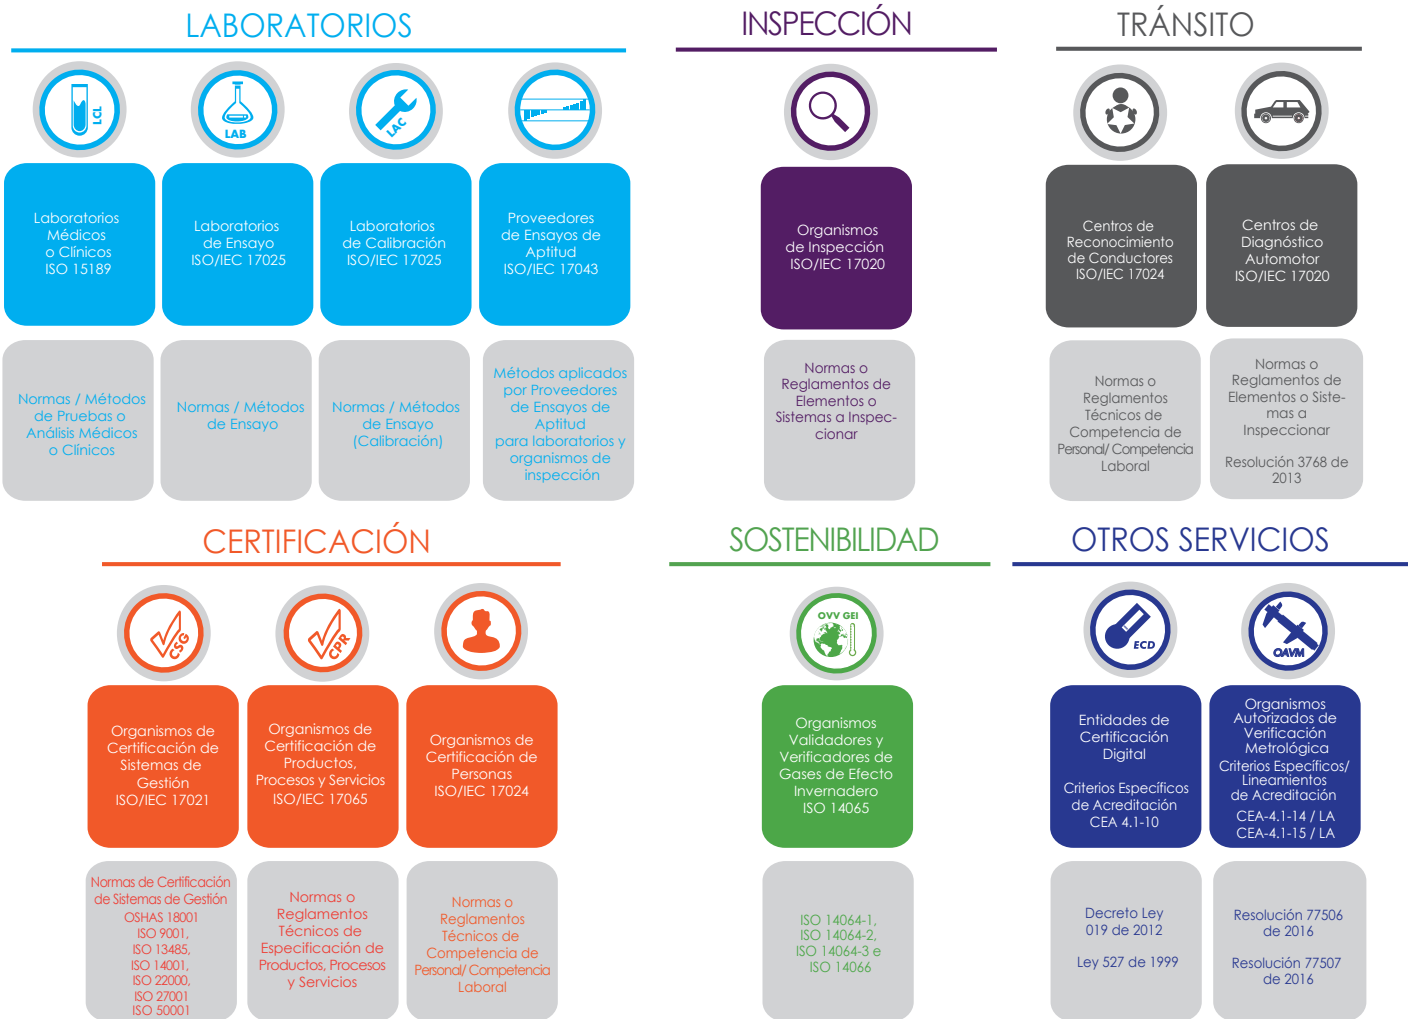 LABORATORIOS
LCL
LAB
LAC
Laboratorios
Médicos
o Clínicos
ISO 15189
Laboratorios
de Ensayo
ISO/IEC 17025
Laboratorios
de Calibración
ISO/IEC 17025
Proveedores
de Ensayos de
Aptitud
ISO/IEC 17043
Normas / Métodos
de Pruebas o
Análisis Médicos
o Clínicos
Normas / Métodos
de Ensayo
Normas / Métodos
de Ensayo
(Calibración)
Métodos aplicados
por Proveedores
de Ensayos de
Aptitud
para laboratorios y
organismos de
inspección
INSPECCIÓN
Organismos
de Inspección
ISO/IEC 17020
Normas o
Reglamentos de
Elementos o
Sistemas a Inspec-
cionar
TRÁNSITO
Centros de
Reconocimiento
de Conductores
ISO/IEC 17024
Centros de
Diagnóstico
Automotor
ISO/IEC 17020
Normas o
Reglamentos
Técnicos de
Competencia de
Personal/ Competencia
Laboral
Normas o
Reglamentos de
Elementos o Siste-
mas a
Inspeccionar
Resolución 3768 de
2013
CERTIFICACIÓN
CSG
CPR
Organismos de
Certificación de
Sistemas de
Gestión
ISO/IEC 17021
Organismos de
Certificación de
Productos,
Procesos y Servicios
ISO/IEC 17065
Organismos de
Certificación de
Personas
ISO/IEC 17024
Normas de Certificación
de Sistemas de Gestión
OSHAS 18001
ISO 9001,
ISO 13485,
ISO 14001,
ISO 22000,
ISO 27001
ISO 50001
Normas o
Reglamentos
Técnicos de
Especificación de
Productos, Procesos
y Servicios
Normas o
Reglamentos
Técnicos de
Competencia de
Personal/ Competencia
Laboral
SOSTENIBILIDAD
OVV GEI
Organismos
Validadores y
Verificadores de
Gases de Efecto
Invernadero
ISO 14065
ISO 14064-1,
ISO 14064-2,
ISO 14064-3 e
ISO 14066
OTROS SERVICIOS
ECD
OAVM
Entidades de
Certificación
Digital
Criterios Específicos
de Acreditación
CEA 4.1-10
Organismos
Autorizados de
Verificación
Metrológica
Criterios Específicos/
Lineamientos
de Acreditación
CEA-4.1-14 / LA
CEA-4.1-15 / LA
Decreto Ley
019 de 2012
Ley 527 de 1999
Resolución 77506
de 2016
Resolución 77507
de 2016